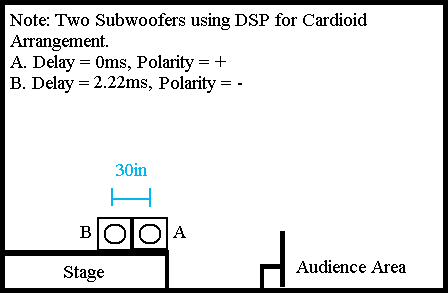 Note: Two Subwoofers using DSP for Cardioid
Arrangement.
A. Delay = 0ms, Polarity = +
B. Delay = 2.22ms, Polarity = -
30in
B
A
Stage
Audience Area